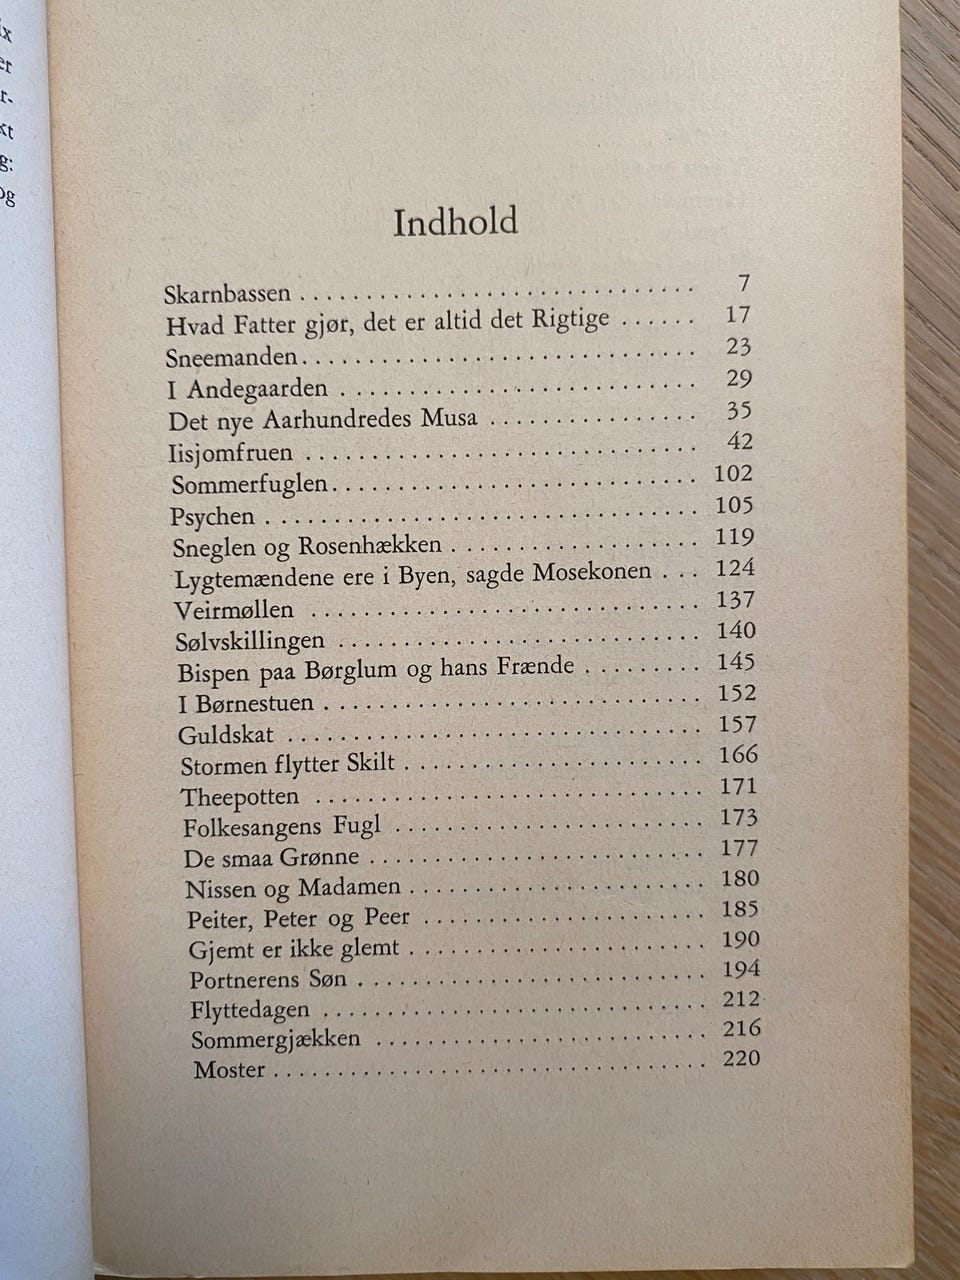 Indhold
Skarnbassen . . . . . . . . . . . . . . . . . . . . . . . . . . . . . . . 7
Hvad Fatter gjør, det er altid det Rigtige . . . . . . 17
Sneemanden . . . . . . . . . . . . . . . . . . . . . . . . . . . . . . 23
I Andegaarden . . . . . . . . . . . . . . . . . . . . . . . . . . . 29
Det nye Aarhundredes Musa . . . . . . . . . . . . . . . . 35
Iisjomfruen . . . . . . . . . . . . . . . . . . . . . . . . . . . . . . 42
Sommerfuglen . . . . . . . . . . . . . . . . . . . . . . . . . . . . 102
Psychen . . . . . . . . . . . . . . . . . . . . . . . . . . . . . . . . . 105
Sneglen og Rosenhækken . . . . . . . . . . . . . . . . . . . 119
Lygtemændene ere i Byen, sagde Mosekonen . . . 124
Veirmøllen . . . . . . . . . . . . . . . . . . . . . . . . . . . . . . 137
Sølvskillingen . . . . . . . . . . . . . . . . . . . . . . . . . . . . 140
Bispen paa Børglum og hans Frænde . . . . . . . . . 145
I Børnestuen . . . . . . . . . . . . . . . . . . . . . . . . . . . . . 152
Guldskat . . . . . . . . . . . . . . . . . . . . . . . . . . . . . . . . 157
Stormen flytter Skilt . . . . . . . . . . . . . . . . . . . . . . . 166
Theepotten . . . . . . . . . . . . . . . . . . . . . . . . . . . . . . 171
Folkesangens Fugl . . . . . . . . . . . . . . . . . . . . . . . . 173
De smaa Grønne . . . . . . . . . . . . . . . . . . . . . . . . . . 177
Nissen og Madamen . . . . . . . . . . . . . . . . . . . . . . . 180
Peiter, Peter og Peer . . . . . . . . . . . . . . . . . . . . . . 185
Gjemt er ikke glemt . . . . . . . . . . . . . . . . . . . . . . . 190
Portnerens Søn . . . . . . . . . . . . . . . . . . . . . . . . . . . 194
Flyttedagen . . . . . . . . . . . . . . . . . . . . . . . . . . . . . . 212
Sommergjækken . . . . . . . . . . . . . . . . . . . . . . . . . . 216
Moster . . . . . . . . . . . . . . . . . . . . . . . . . . . . . . . . . . 220